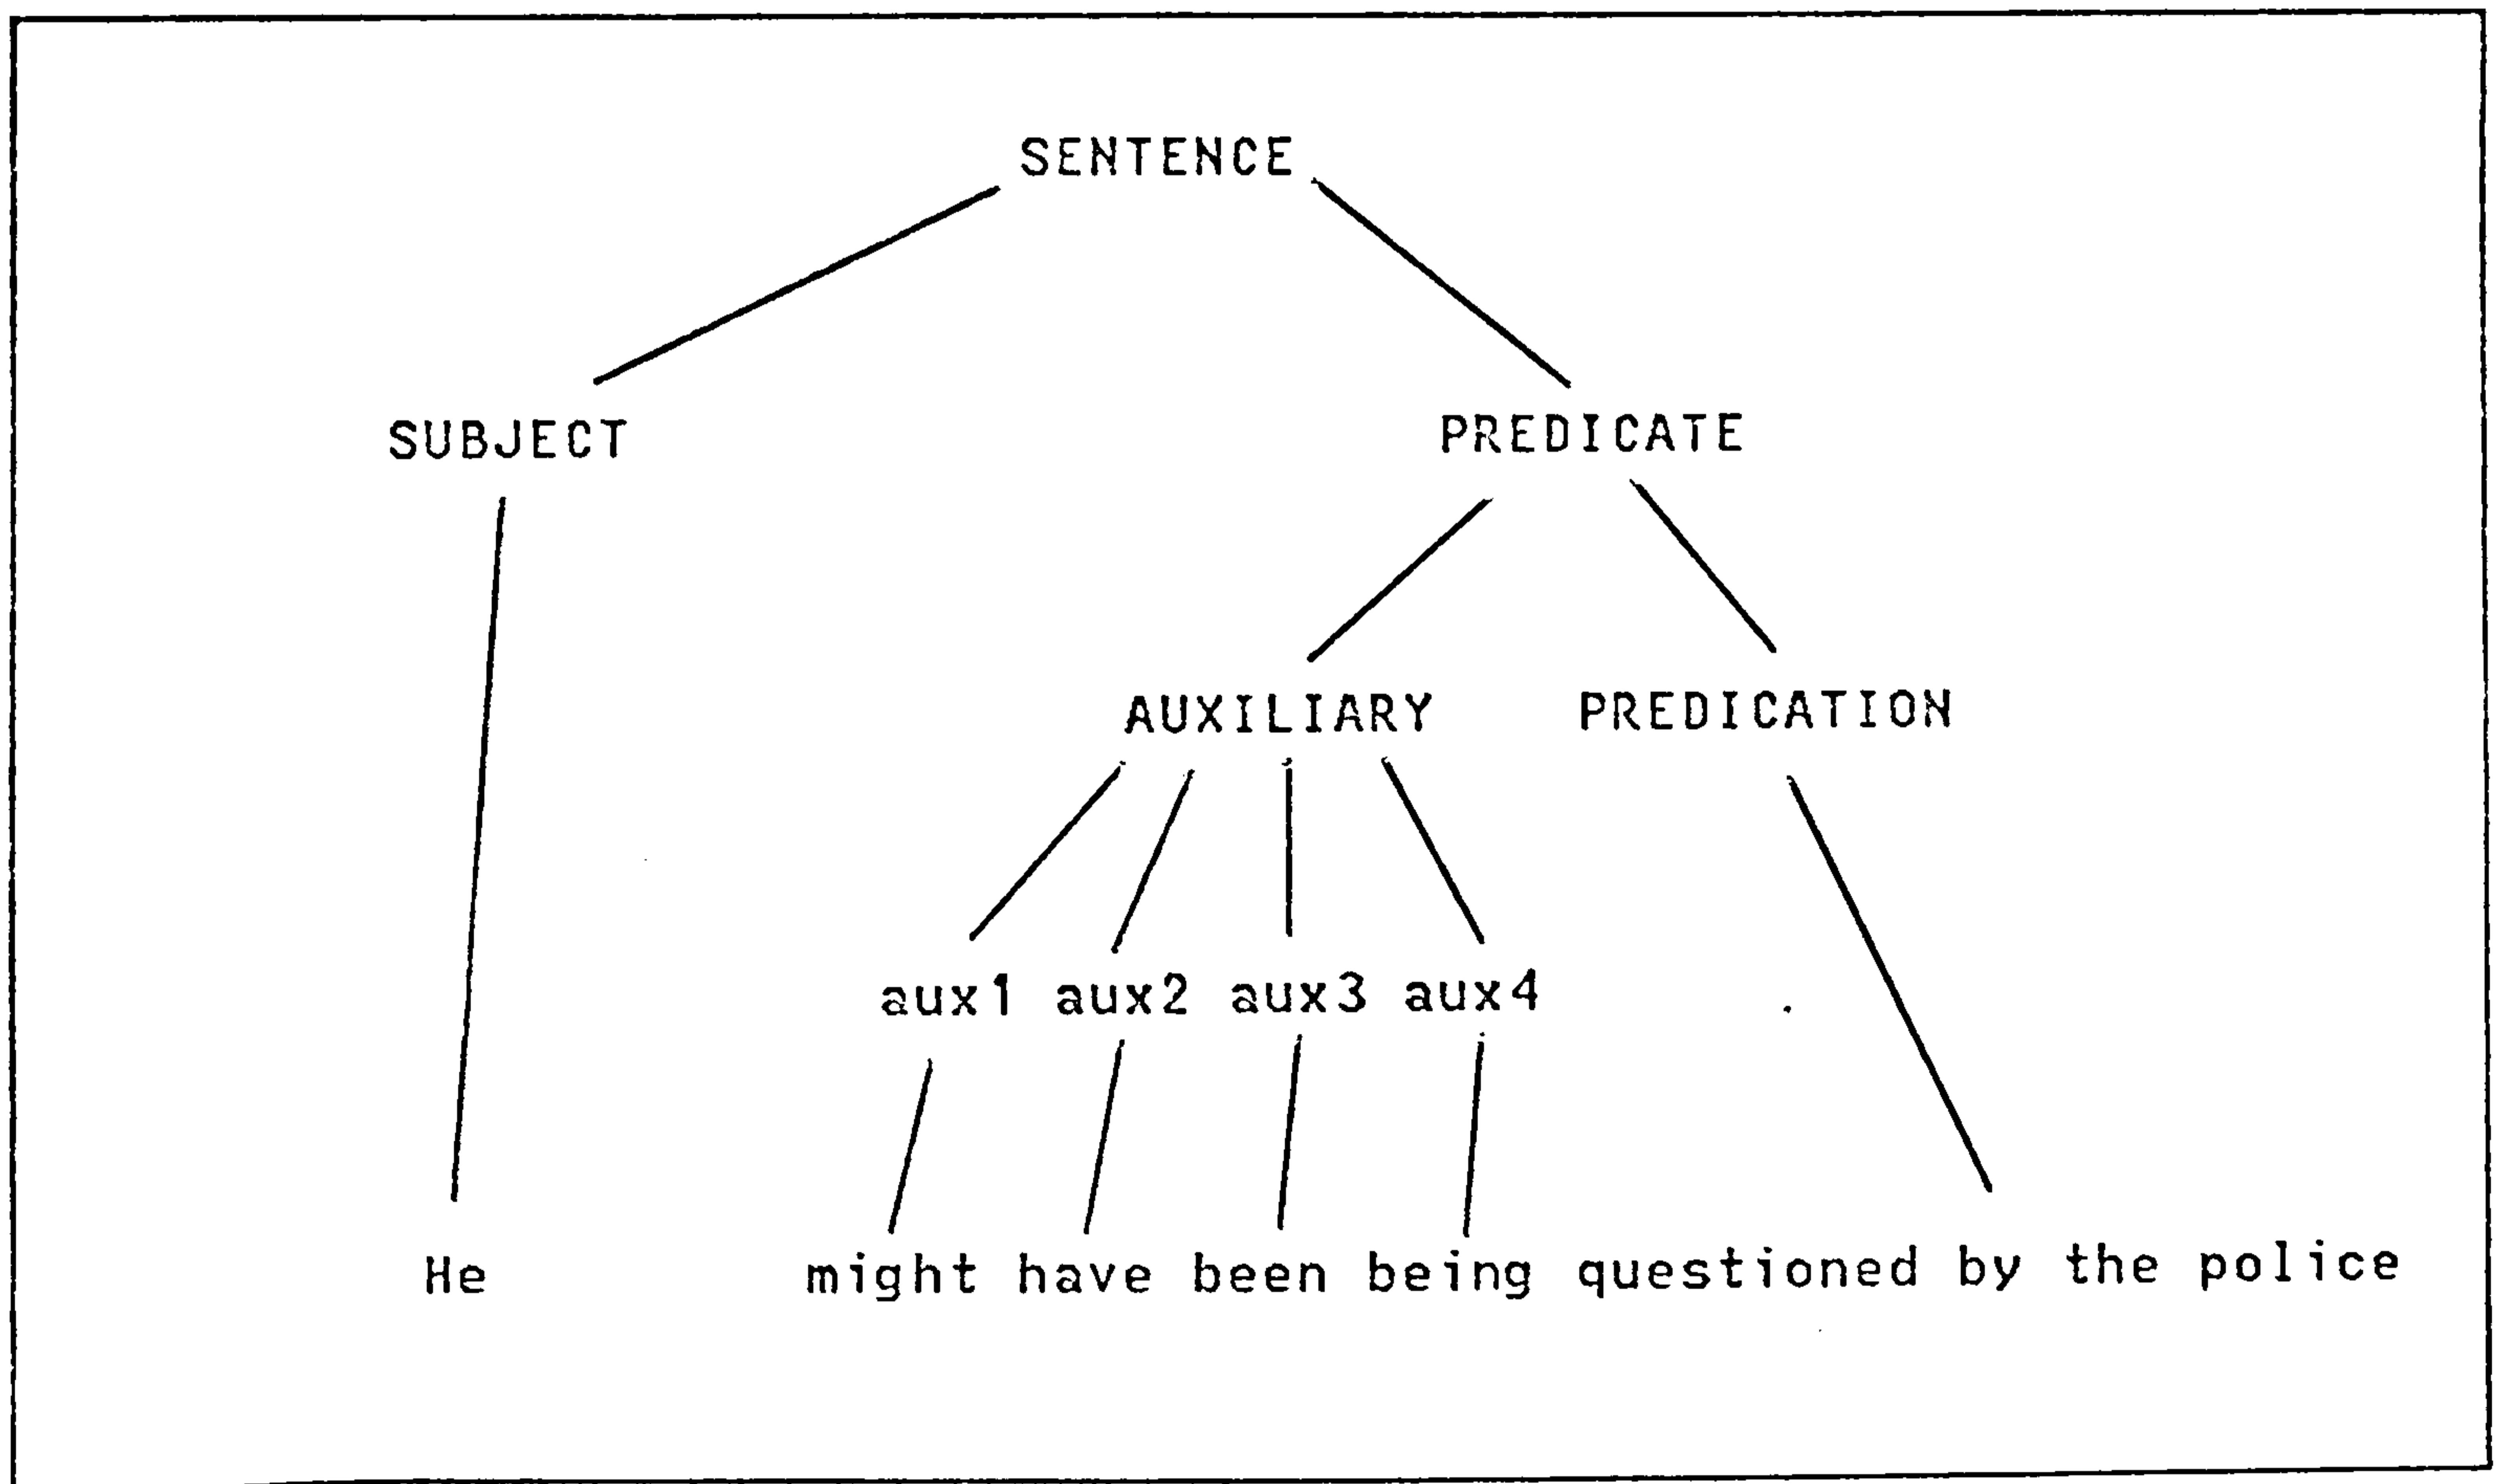 SENTENCE
SUBJECT PREDICATE
AUXILIARY PREDICATION
aux1 aux2 aux3 aux4
He might have been being questioned by the police